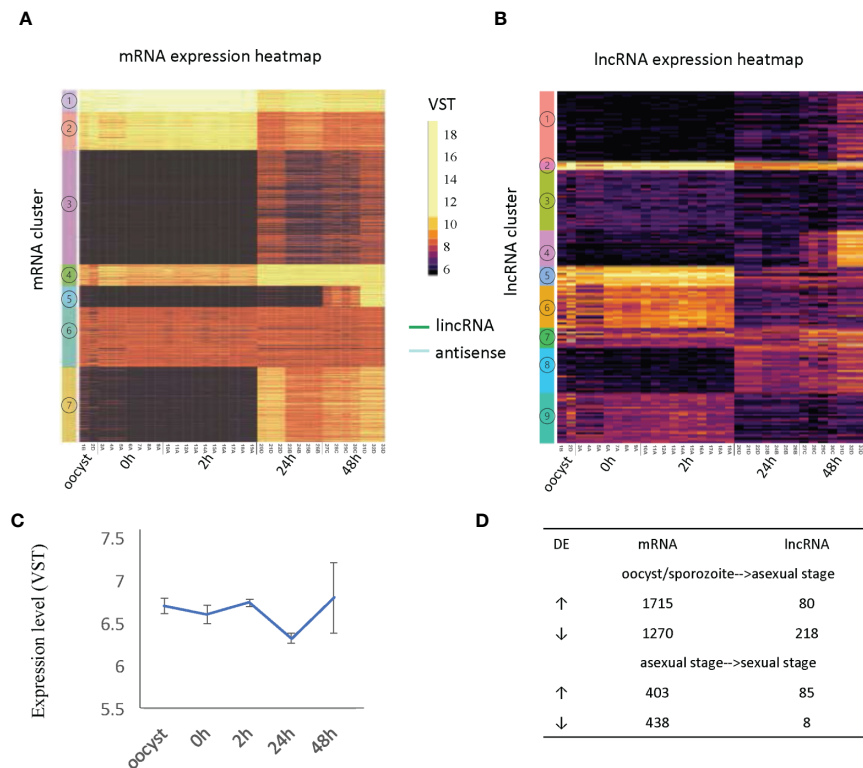 A
mRNA expression heatmap
mRNA cluster
1
2
3
4
5
6
7
oocyst
0h
2h
24h
48h
VST
18
16
14
12
10
8
6
lincRNA
antisense
B
lncRNA expression heatmap
lncRNA cluster
1
2
3
4
5
6
7
8
9
oocyst
0h
2h
24h
48h
C
Expression level (VST)
7.5
7
6.5
6
5.5
oocyst
0h
2h
24h
48h
D
DE mRNA lncRNA
oocyst/sporozoite-->asexual stage
↑ 1715 80
↓ 1270 218
asexual stage-->sexual stage
↑ 403 85
↓ 438 8